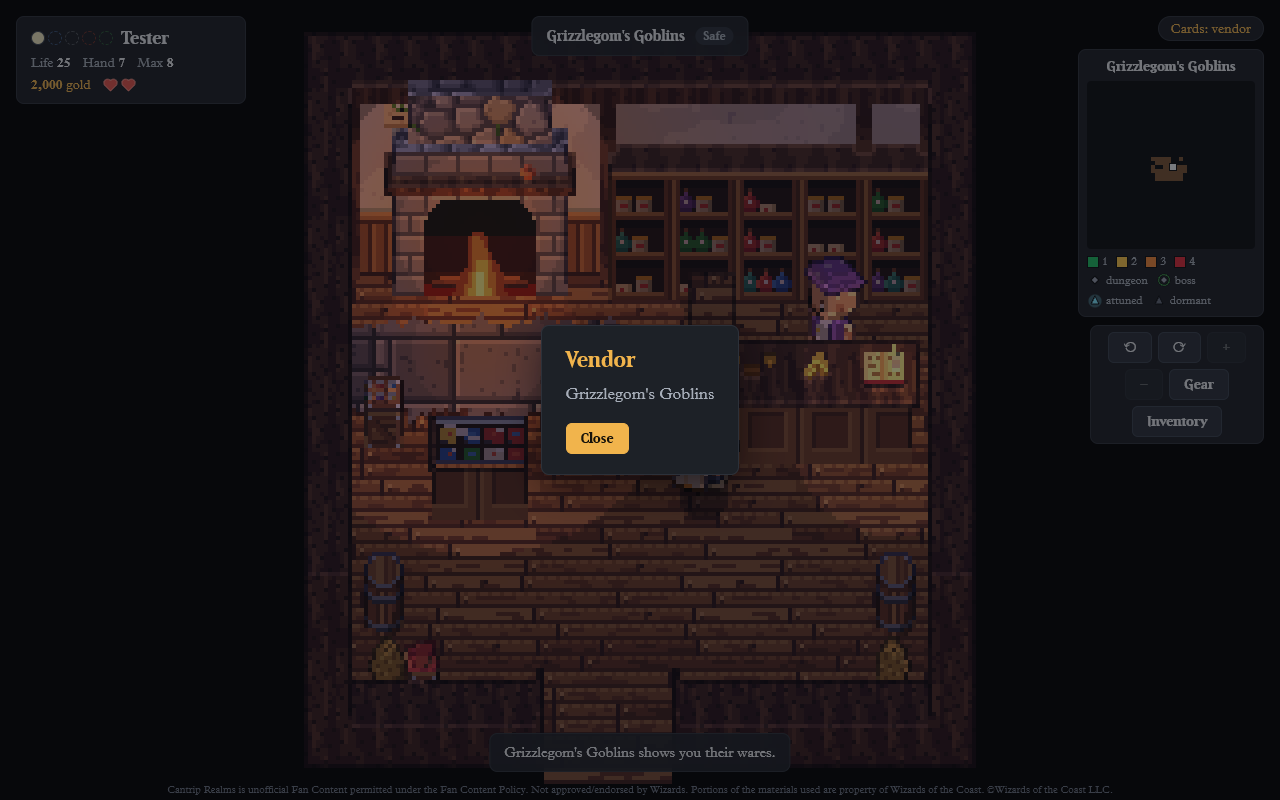 Tester
Life 25 Hand 7 Max 8
2,000 gold
Grizzlegom's Goblins Safe
Cards: vendor
Grizzlegom's Goblins
1 2 3 4
dungeon boss
attuned dormant
+
−
Gear
Inventory
Vendor
Grizzlegom's Goblins
Close
Grizzlegom's Goblins shows you their wares.
Cantrip Realms is unofficial Fan Content permitted under the Fan Content Policy. Not approved/endorsed by Wizards. Portions of the materials used are property of Wizards of the Coast. ©Wizards of the Coast LLC.